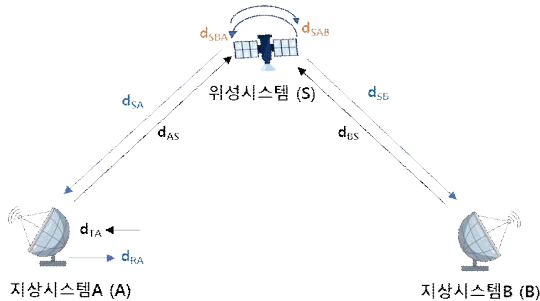 dSBA dSAB
위성시스템 (S)
dSA
dAS
dSB
dBS
dTA
dRA
지상시스템A (A)
지상시스템B (B)